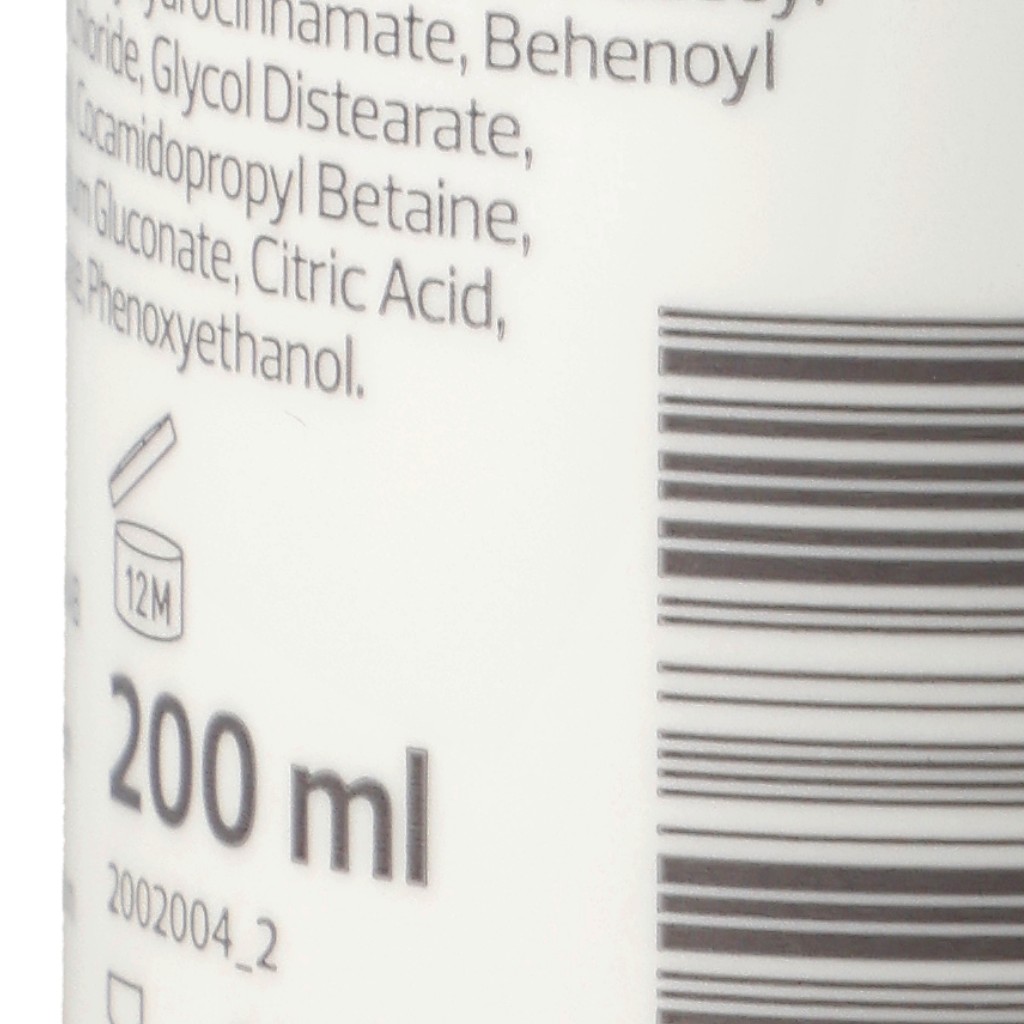 Behenoyl
Glycol Distearate,
Cocamidopropyl Betaine,
Gluconate, Citric Acid,
Phenoxyethanol.
12M
200 ml
2002004_2